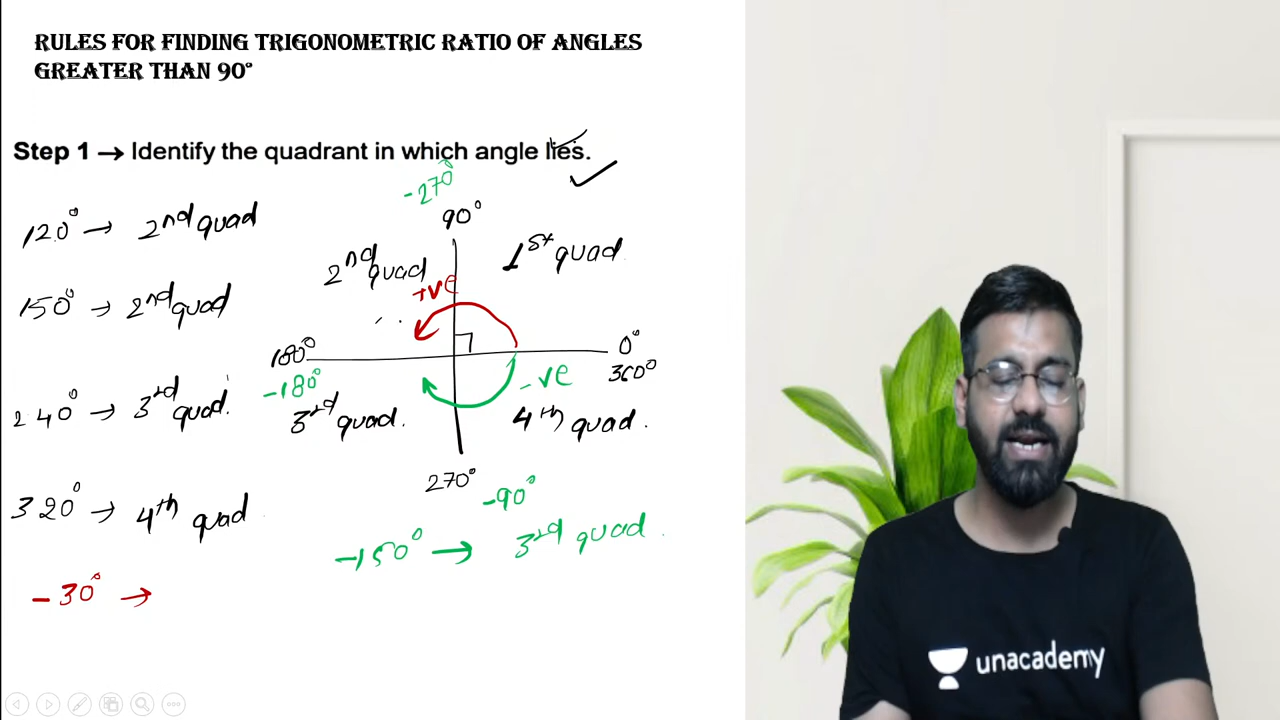 RULES FOR FINDING TRIGONOMETRIC RATIO OF ANGLES
GREATER THAN 90°
Step 1 → Identify the quadrant in which angle lies.
-270°
90°
120° → 2nd quad
2nd quad
1st quad
+ve
150° → 2nd quad
180°
0°
360°
-180°
-ve
240° → 3rd quad.
3rd quad.
4th quad.
270°
-90°
320° → 4th quad
-150° → 3rd quad.
-30° →
unacademy